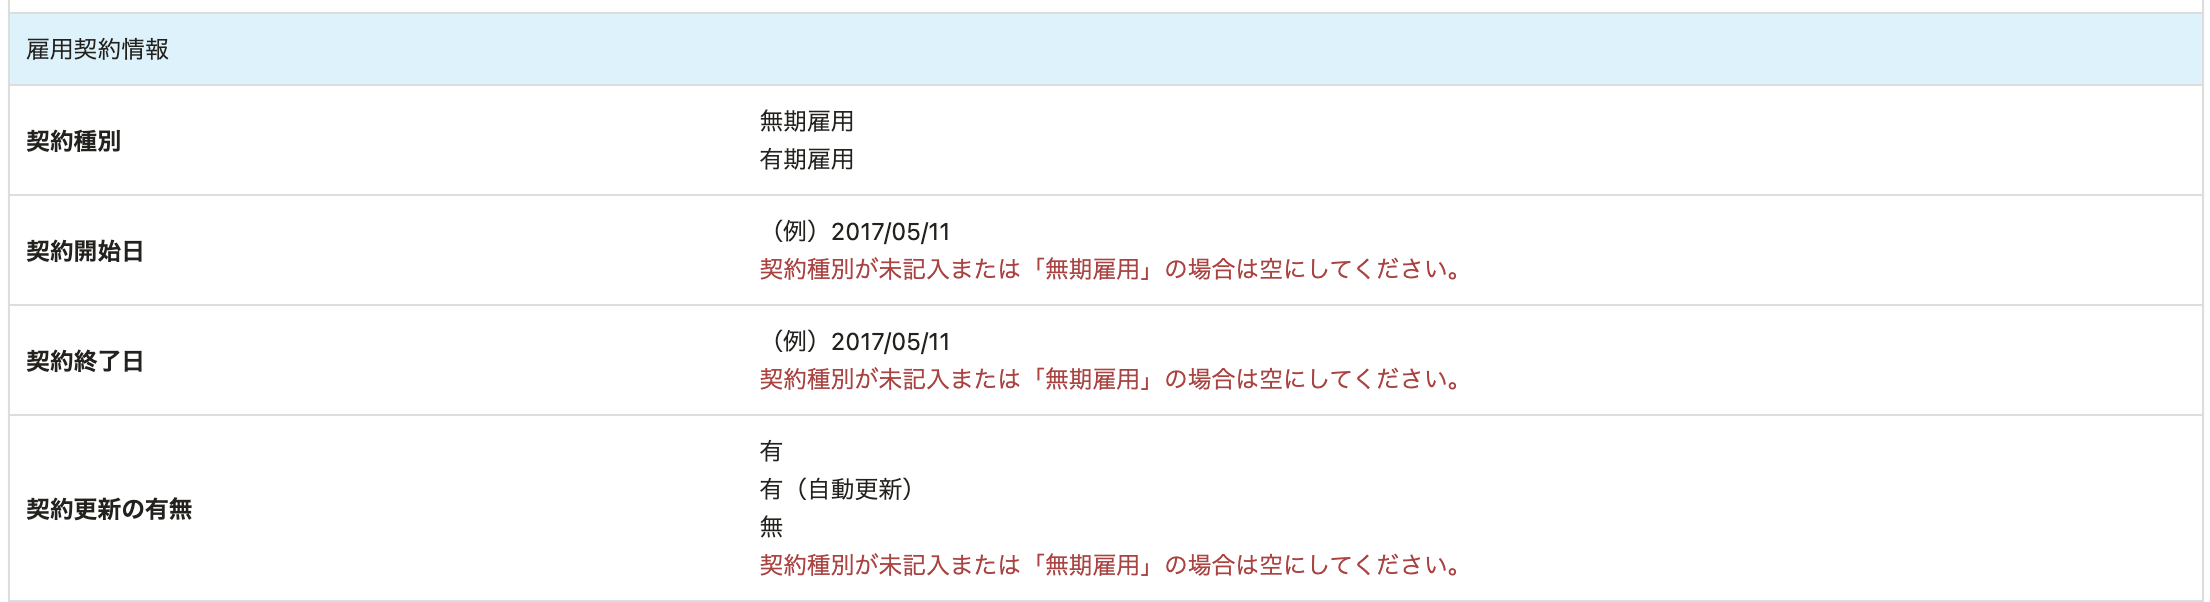 雇用契約情報
契約種別
無期雇用
有期雇用
契約開始日
（例）2017/05/11
契約種別が未記入または「無期雇用」の場合は空にしてください。
契約終了日
（例）2017/05/11
契約種別が未記入または「無期雇用」の場合は空にしてください。
契約更新の有無
有
有（自動更新）
無
契約種別が未記入または「無期雇用」の場合は空にしてください。